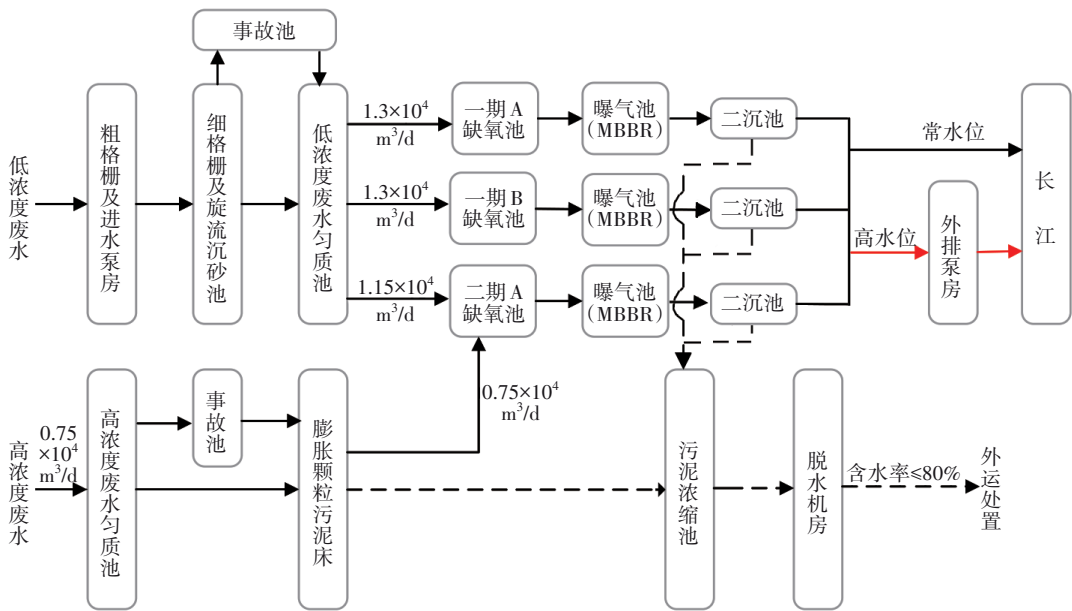 事故池
低浓度废水
粗格栅及进水泵房
细格栅及旋流沉砂池
低浓度废水匀质池
1.3×10⁴
m³/d
一期A
缺氧池
曝气池
(MBBR)
二沉池
1.3×10⁴
m³/d
一期B
缺氧池
曝气池
(MBBR)
二沉池
1.15×10⁴
m³/d
二期A
缺氧池
曝气池
(MBBR)
二沉池
常水位
高水位
外排泵房
长江
高浓度废水
0.75
×10⁴
m³/d
高浓度废水匀质池
事故池
膨胀颗粒污泥床
0.75×10⁴
m³/d
污泥浓缩池
脱水机房
含水率≤80%
外运处置